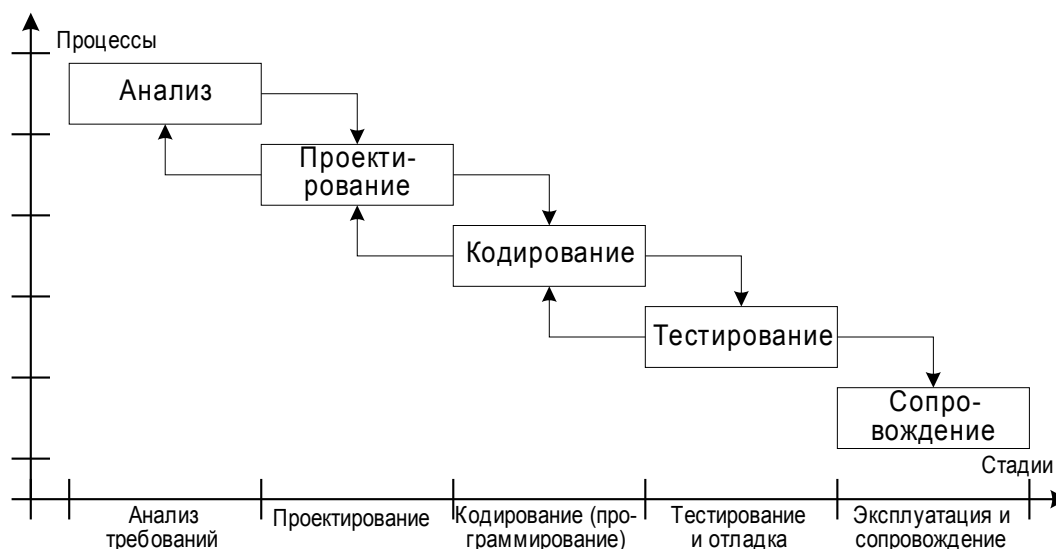 Процессы
Анализ
Проекти-
рование
Кодирование
Тестирование
Сопро-
вождение
Стадии
Анализ
требований
Проектирование
Кодирование (про-
граммирование)
Тестирование
и отладка
Эксплуатация и
сопровождение